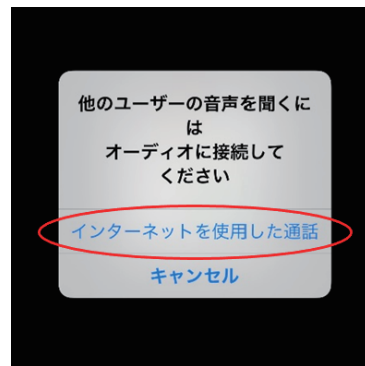 他のユーザーの音声を聞くに
は
オーディオに接続して
ください
インターネットを使用した通話
キャンセル